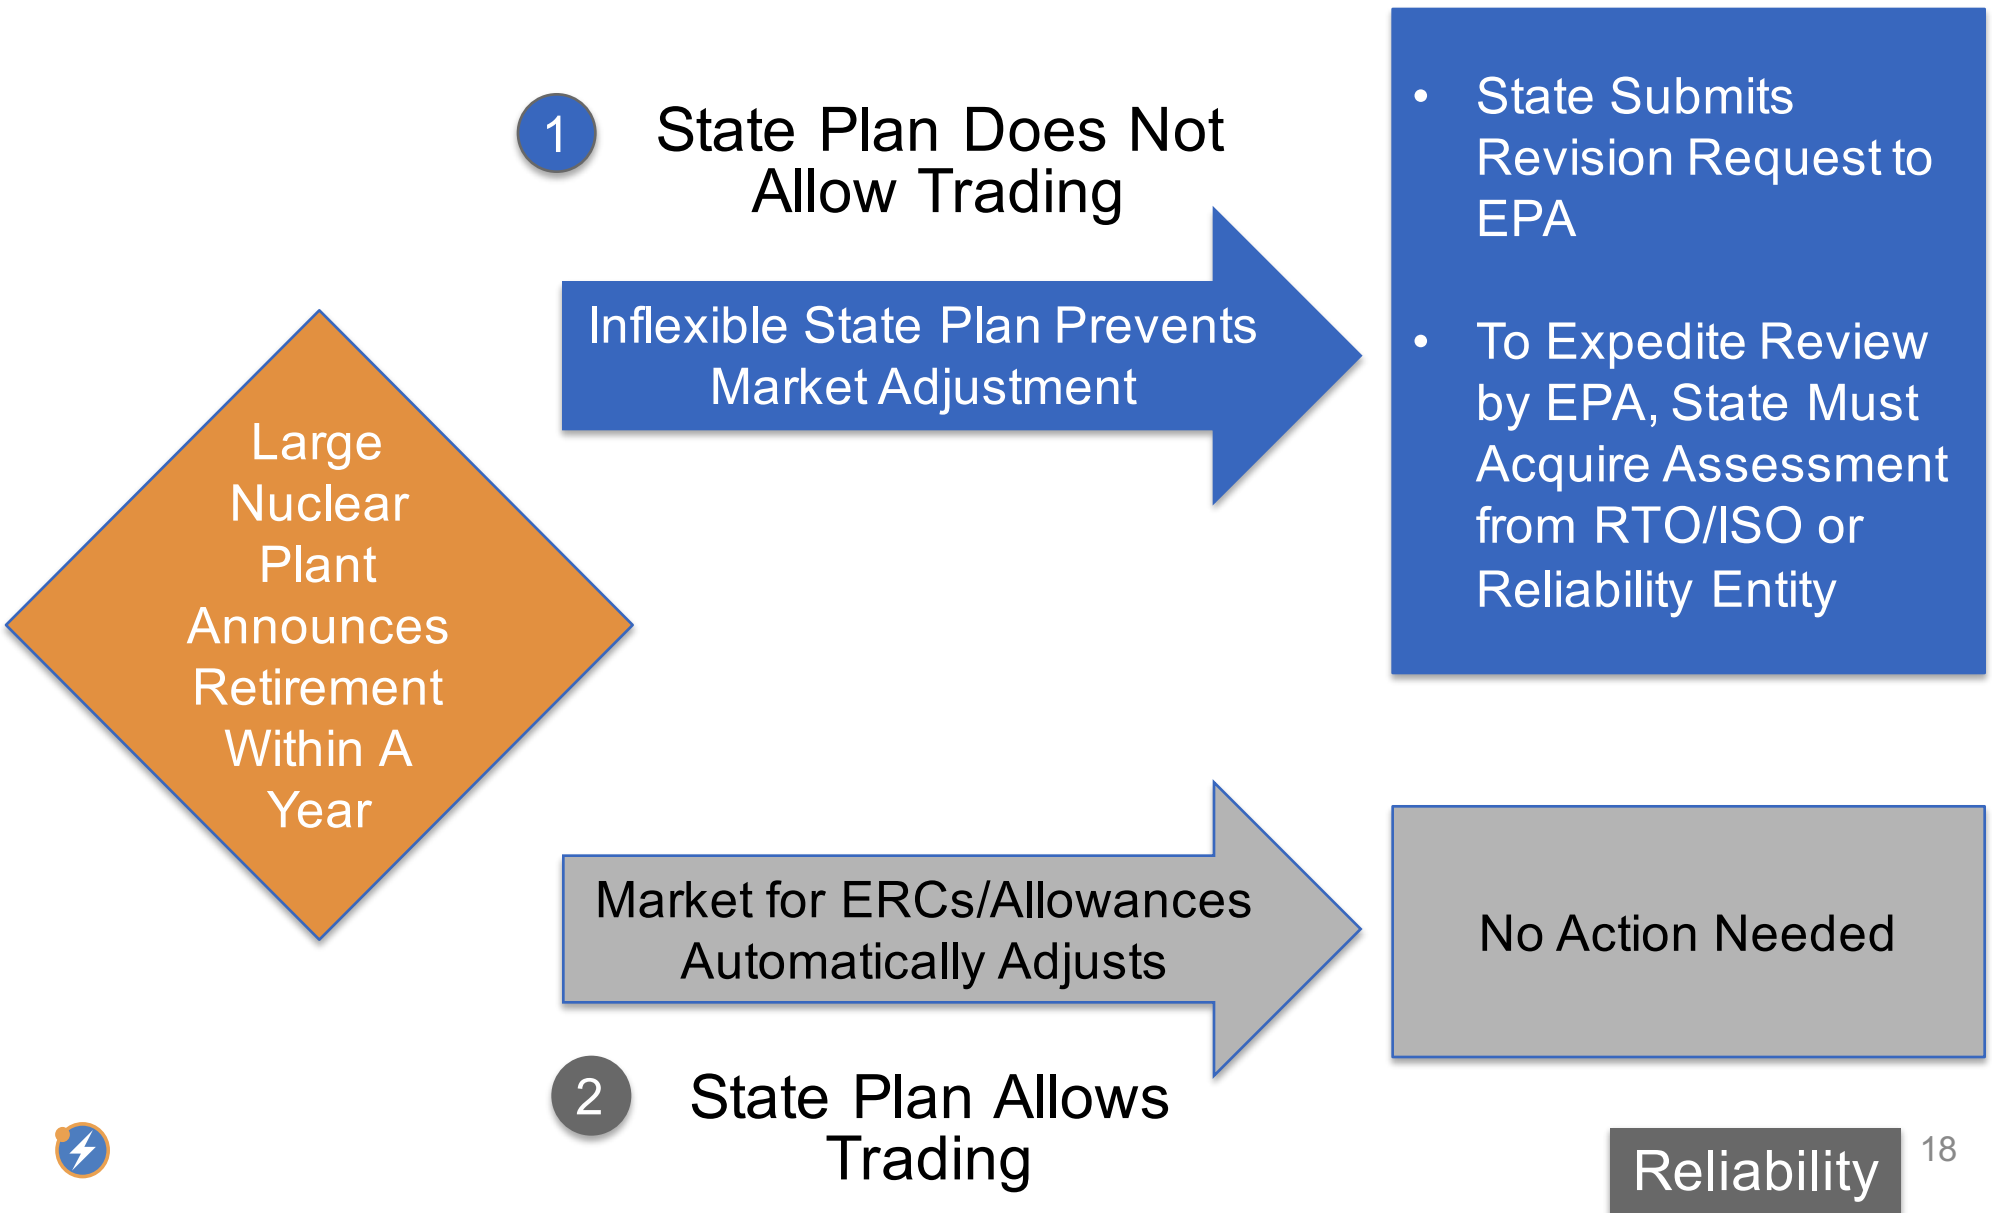 1
State Plan Does Not
Allow Trading
Inflexible State Plan Prevents
Market Adjustment
• State Submits
Revision Request to
EPA
• To Expedite Review
by EPA, State Must
Acquire Assessment
from RTO/ISO or
Reliability Entity
Large
Nuclear
Plant
Announces
Retirement
Within A
Year
Market for ERCs/Allowances
Automatically Adjusts
No Action Needed
2
State Plan Allows
Trading
Reliability
18